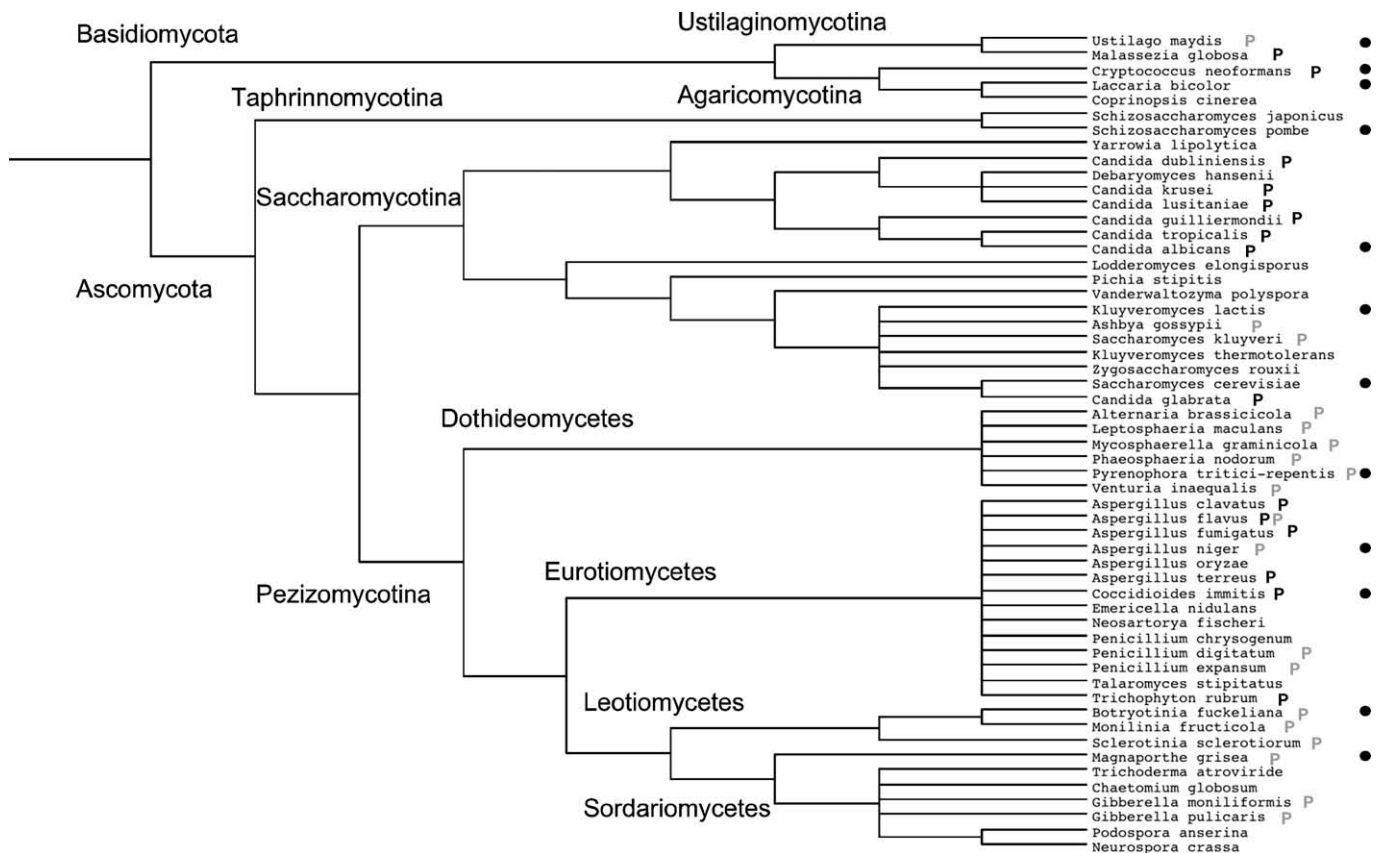 Basidiomycota
Ustilaginomycotina
Taphrinnomycotina
Agaricomycotina
Saccharomycotina
Ascomycota
Dothideomycetes
Eurotiomycetes
Pezizomycotina
Leotiomycetes
Sordariomycetes
Ustilago maydis P
Malassezia globosa P
Cryptococcus neoformans P
Laccaria bicolor
Coprinopsis cinerea
Schizosaccharomyces japonicus
Schizosaccharomyces pombe
Yarrowia lipolytica
Candida dubliniensis P
Debaryomyces hansenii
Candida krusei P
Candida lusitaniae P
Candida guilliermondii P
Candida tropicalis P
Candida albicans P
Lodderomyces elongisporus
Pichia stipitis
Vanderwaltozyma polyspora
Kluyveromyces lactis
Ashbya gossypii P
Saccharomyces kluyveri P
Kluyveromyces thermotolerans
Zygosaccharomyces rouxii
Saccharomyces cerevisiae
Candida glabrata P
Alternaria brassicicola P
Leptosphaeria maculans P
Mycosphaerella graminicola P
Phaeosphaeria nodorum P
Pyrenophora tritici-repentis P
Venturia inaequalis P
Aspergillus clavatus P
Aspergillus flavus P P
Aspergillus fumigatus P
Aspergillus niger P
Aspergillus oryzae
Aspergillus terreus P
Coccidioides immitis P
Emericella nidulans
Neosartorya fischeri
Penicillium chrysogenum
Penicillium digitatum P
Penicillium expansum P
Talaromyces stipitatus
Trichophyton rubrum P
Botryotinia fuckeliana P
Monilinia fructicola P
Sclerotinia sclerotiorum P
Magnaporthe grisea P
Trichoderma atroviride
Chaetomium globosum
Gibberella moniliformis P
Gibberella pulicaris P
Podospora anserina
Neurospora crassa